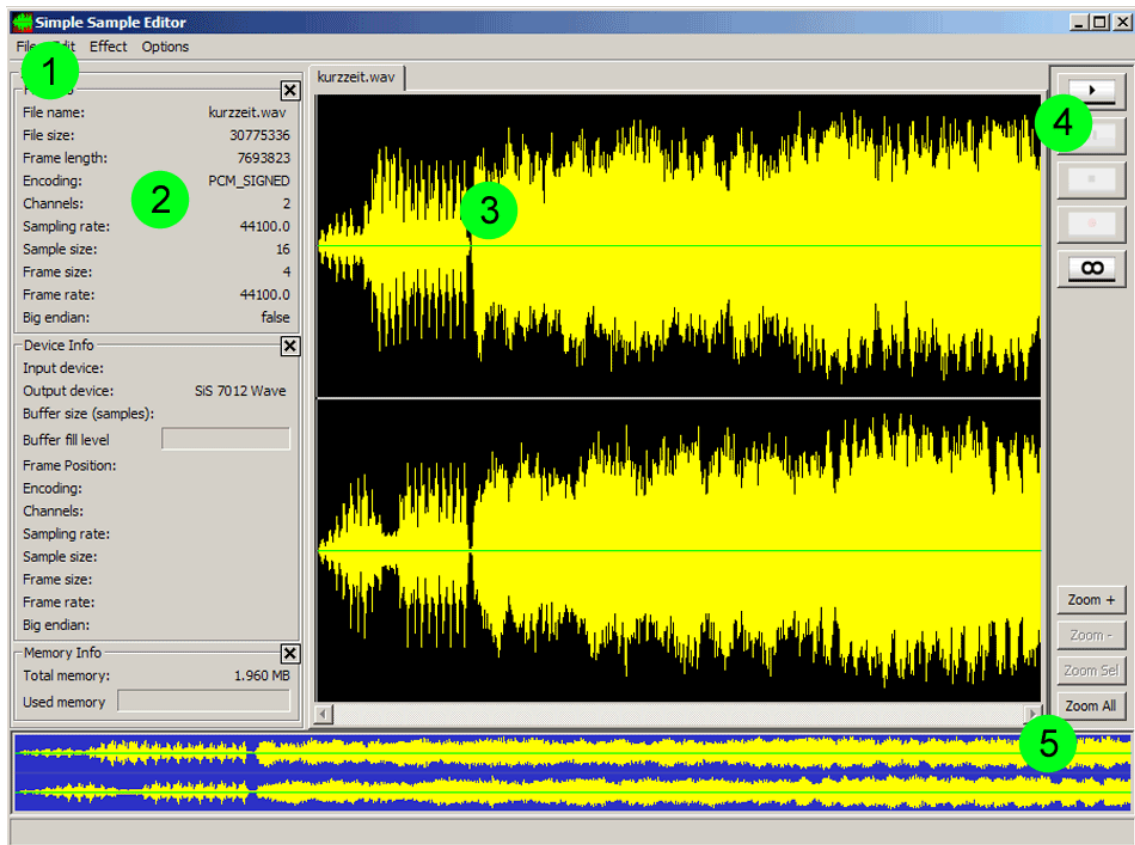 Simple Sample Editor
File Edit Effect Options
1
kurzzeit.wav
File name: kurzzeit.wav
File size: 30775336
Frame length: 7693823
Encoding: PCM_SIGNED
2
Channels: 2
Sampling rate: 44100.0
Sample size: 16
Frame size: 4
Frame rate: 44100.0
Big endian: false
Device Info
Input device:
Output device: SiS 7012 Wave
Buffer size (samples):
Buffer fill level
Frame Position:
Encoding:
Channels:
Sampling rate:
Sample size:
Frame size:
Frame rate:
Big endian:
Memory Info
Total memory: 1.960 MB
Used memory
3
4
Zoom +
Zoom -
Zoom Sel
Zoom All
5